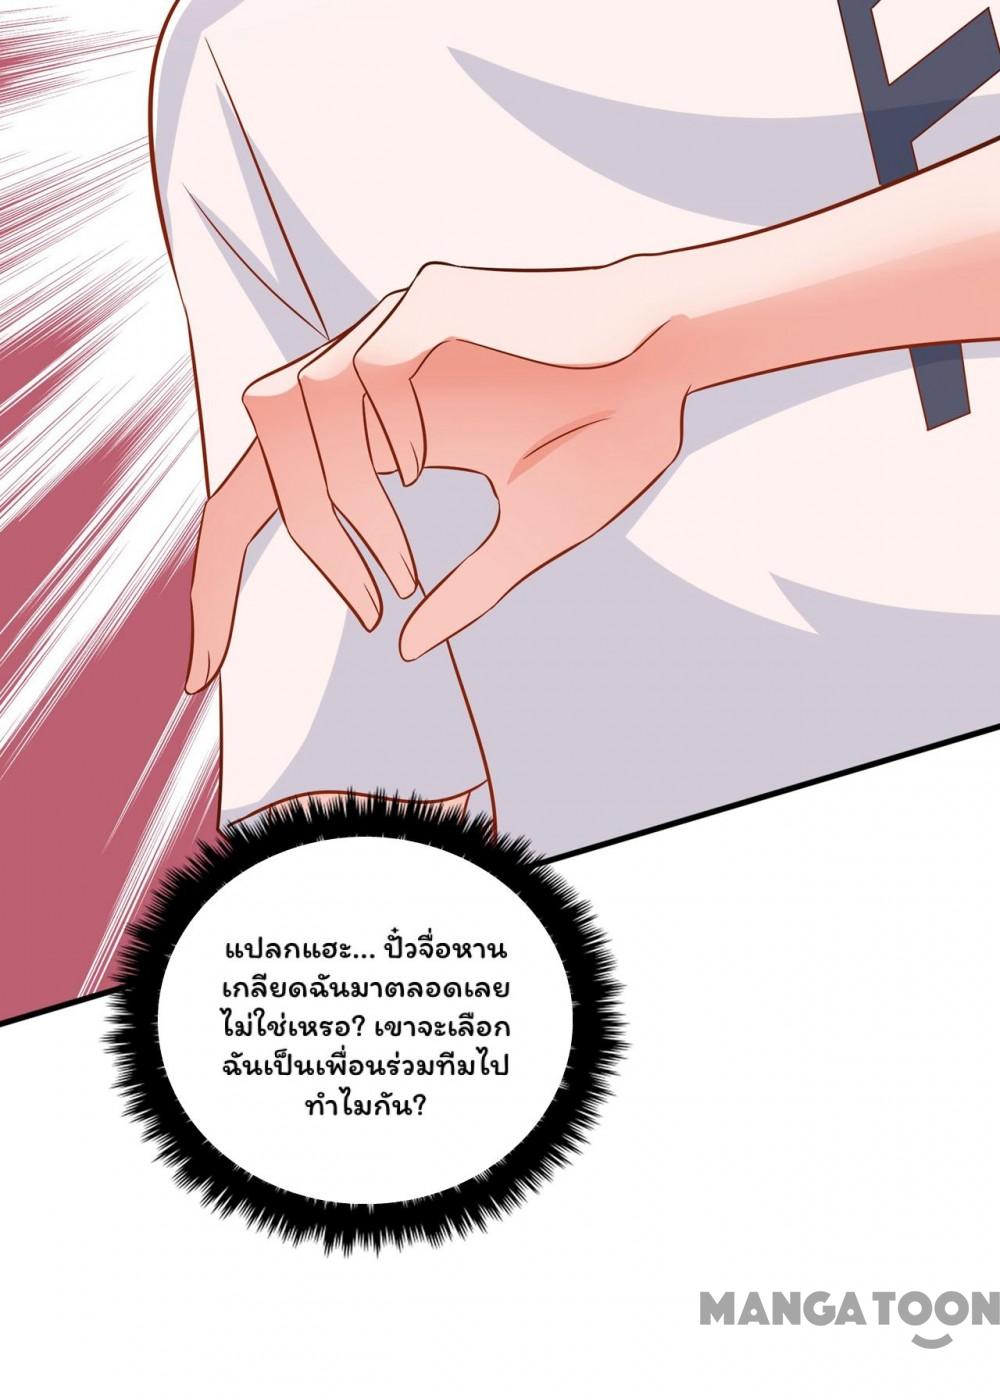 แปลกแฮะ... ปั๋วจื่อหาน
เกลียดฉันมาตลอดเลย
ไม่ใช่เหรอ? เขาจะเลือก
ฉันเป็นเพื่อนร่วมทีมไป
ทำไมกัน?
MANGATOON